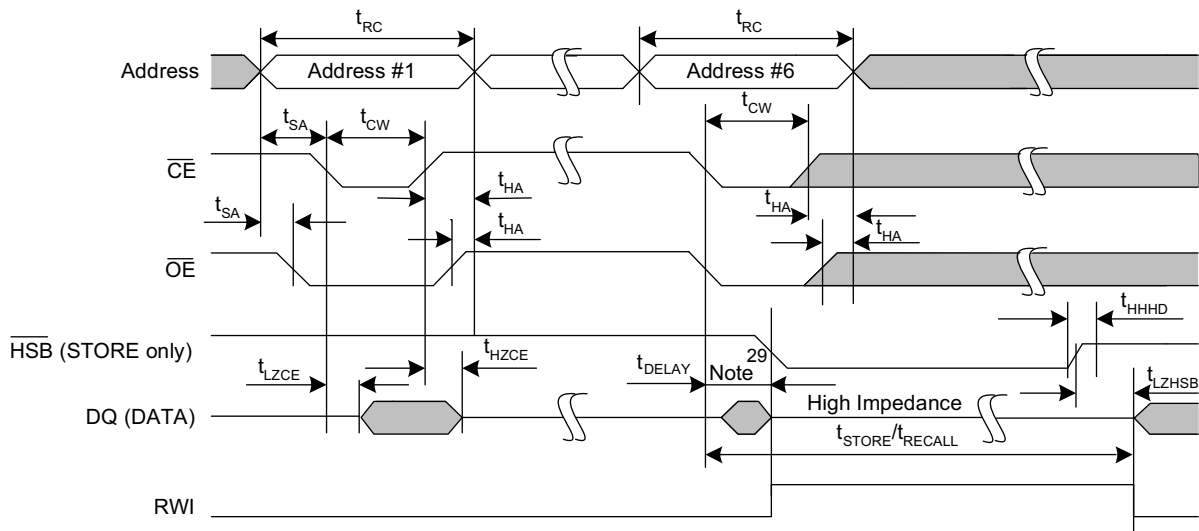 tRC tRC
Address Address #1 Address #6
tSA tCW tCW
CE
tHA
tSA tHA
tHA tHA
OE
tHHHD
HSB (STORE only)
tLZCE tHZCE tDELAY Note 29 tLZHSB
DQ (DATA) High Impedance
tSTORE/tRECALL
RWI